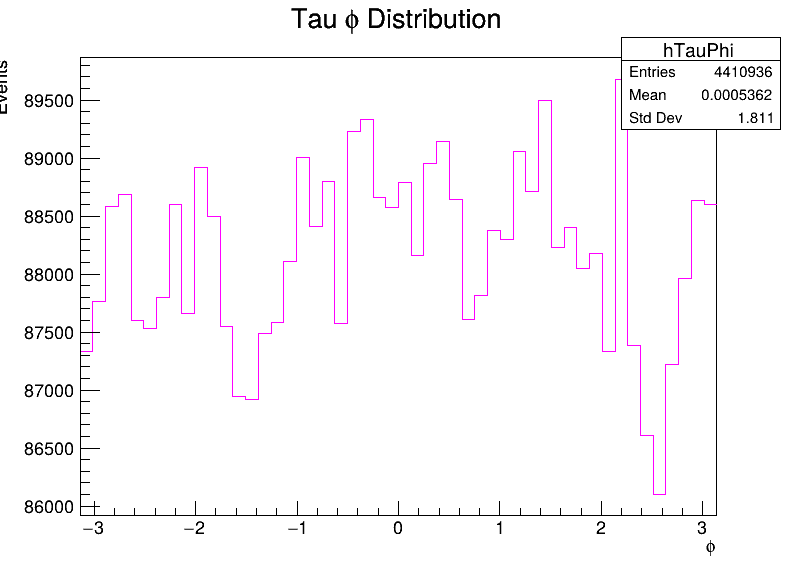 Tau ϕ Distribution
hTauPhi
Entries 4410936
Mean 0.0005362
Std Dev 1.811
Events
89500
89000
88500
88000
87500
87000
86500
86000
−3 −2 −1 0 1 2 3
ϕ